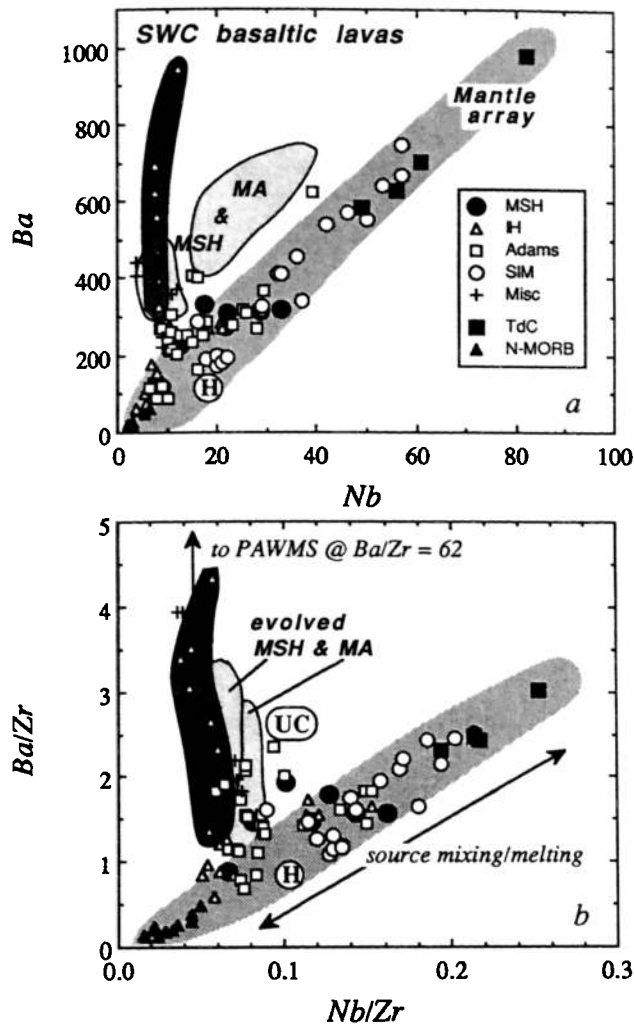 SWC basaltic lavas
1000
800
600
400
200
0
Ba
Mantle
array
MA
&
MSH
MSH
IH
Adams
SIM
Misc
TdC
N-MORB
H
a
0 20 40 60 80 100
Nb
5
4
3
2
1
0
Ba/Zr
to PAWMS @ Ba/Zr = 62
evolved
MSH & MA
UC
H
source mixing/melting
b
0.0 0.1 0.2 0.3
Nb/Zr